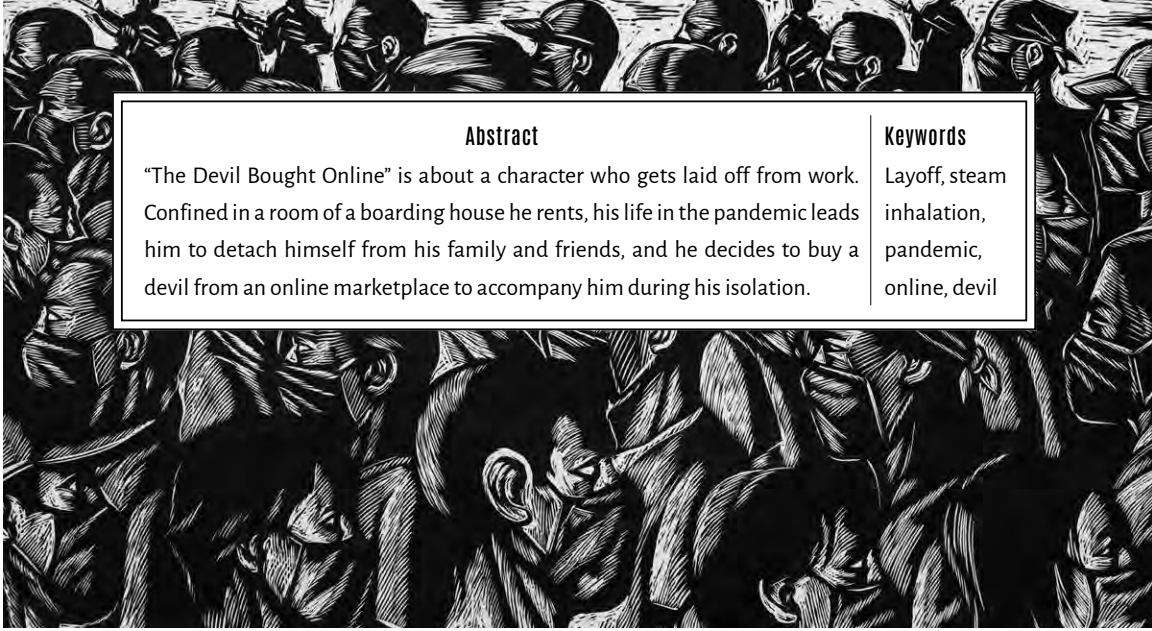 Abstract
“The Devil Bought Online” is about a character who gets laid off from work.
Confined in a room of a boarding house he rents, his life in the pandemic leads
him to detach himself from his family and friends, and he decides to buy a
devil from an online marketplace to accompany him during his isolation.
Keywords
Layoff, steam
inhalation,
pandemic,
online, devil